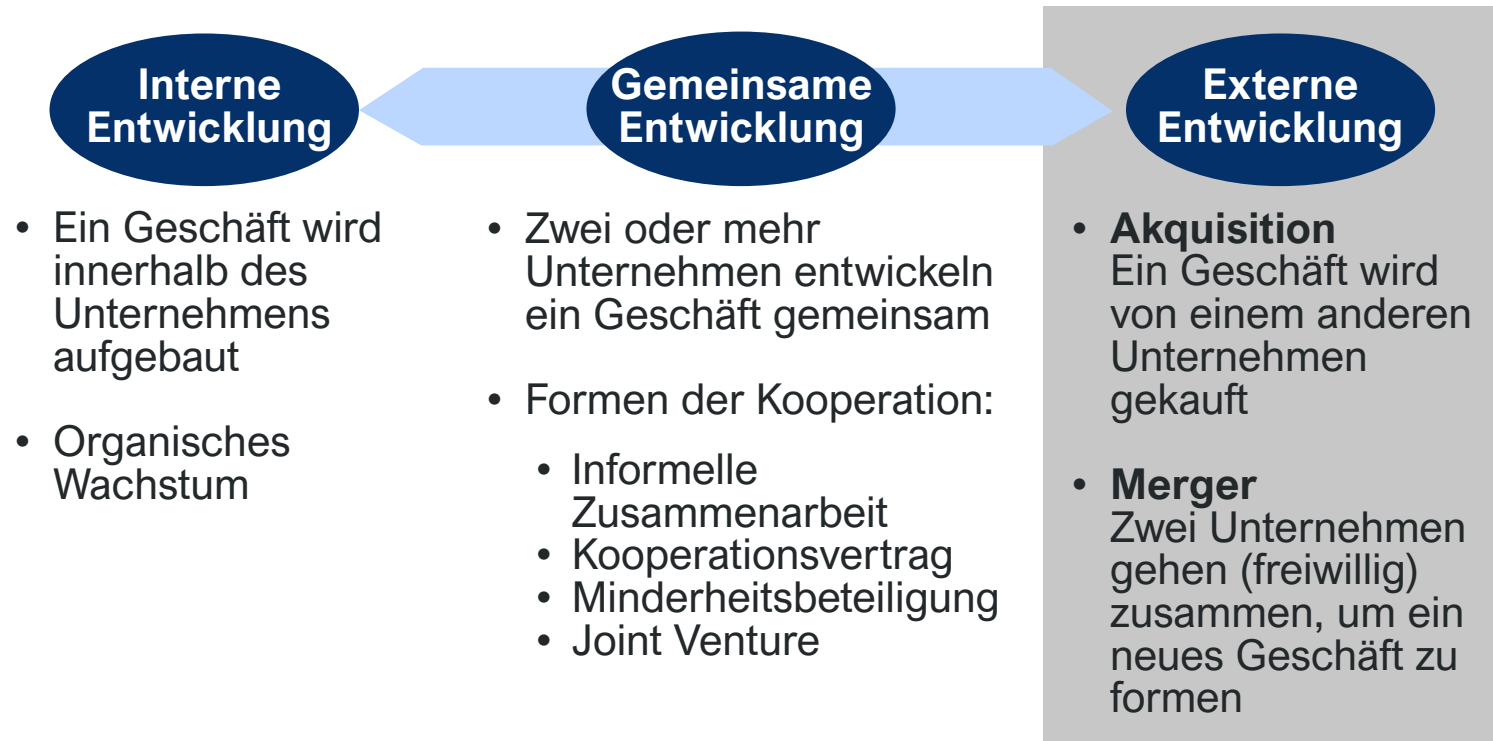 Interne
Entwicklung
Gemeinsame
Entwicklung
Externe
Entwicklung
• Ein Geschäft wird
innerhalb des
Unternehmens
aufgebaut
• Organisches
Wachstum
• Zwei oder mehr
Unternehmen entwickeln
ein Geschäft gemeinsam
• Formen der Kooperation:
• Informelle
Zusammenarbeit
• Kooperationsvertrag
• Minderheitsbeteiligung
• Joint Venture
• Akquisition
Ein Geschäft wird
von einem anderen
Unternehmen
gekauft
• Merger
Zwei Unternehmen
gehen (freiwillig)
zusammen, um ein
neues Geschäft zu
formen